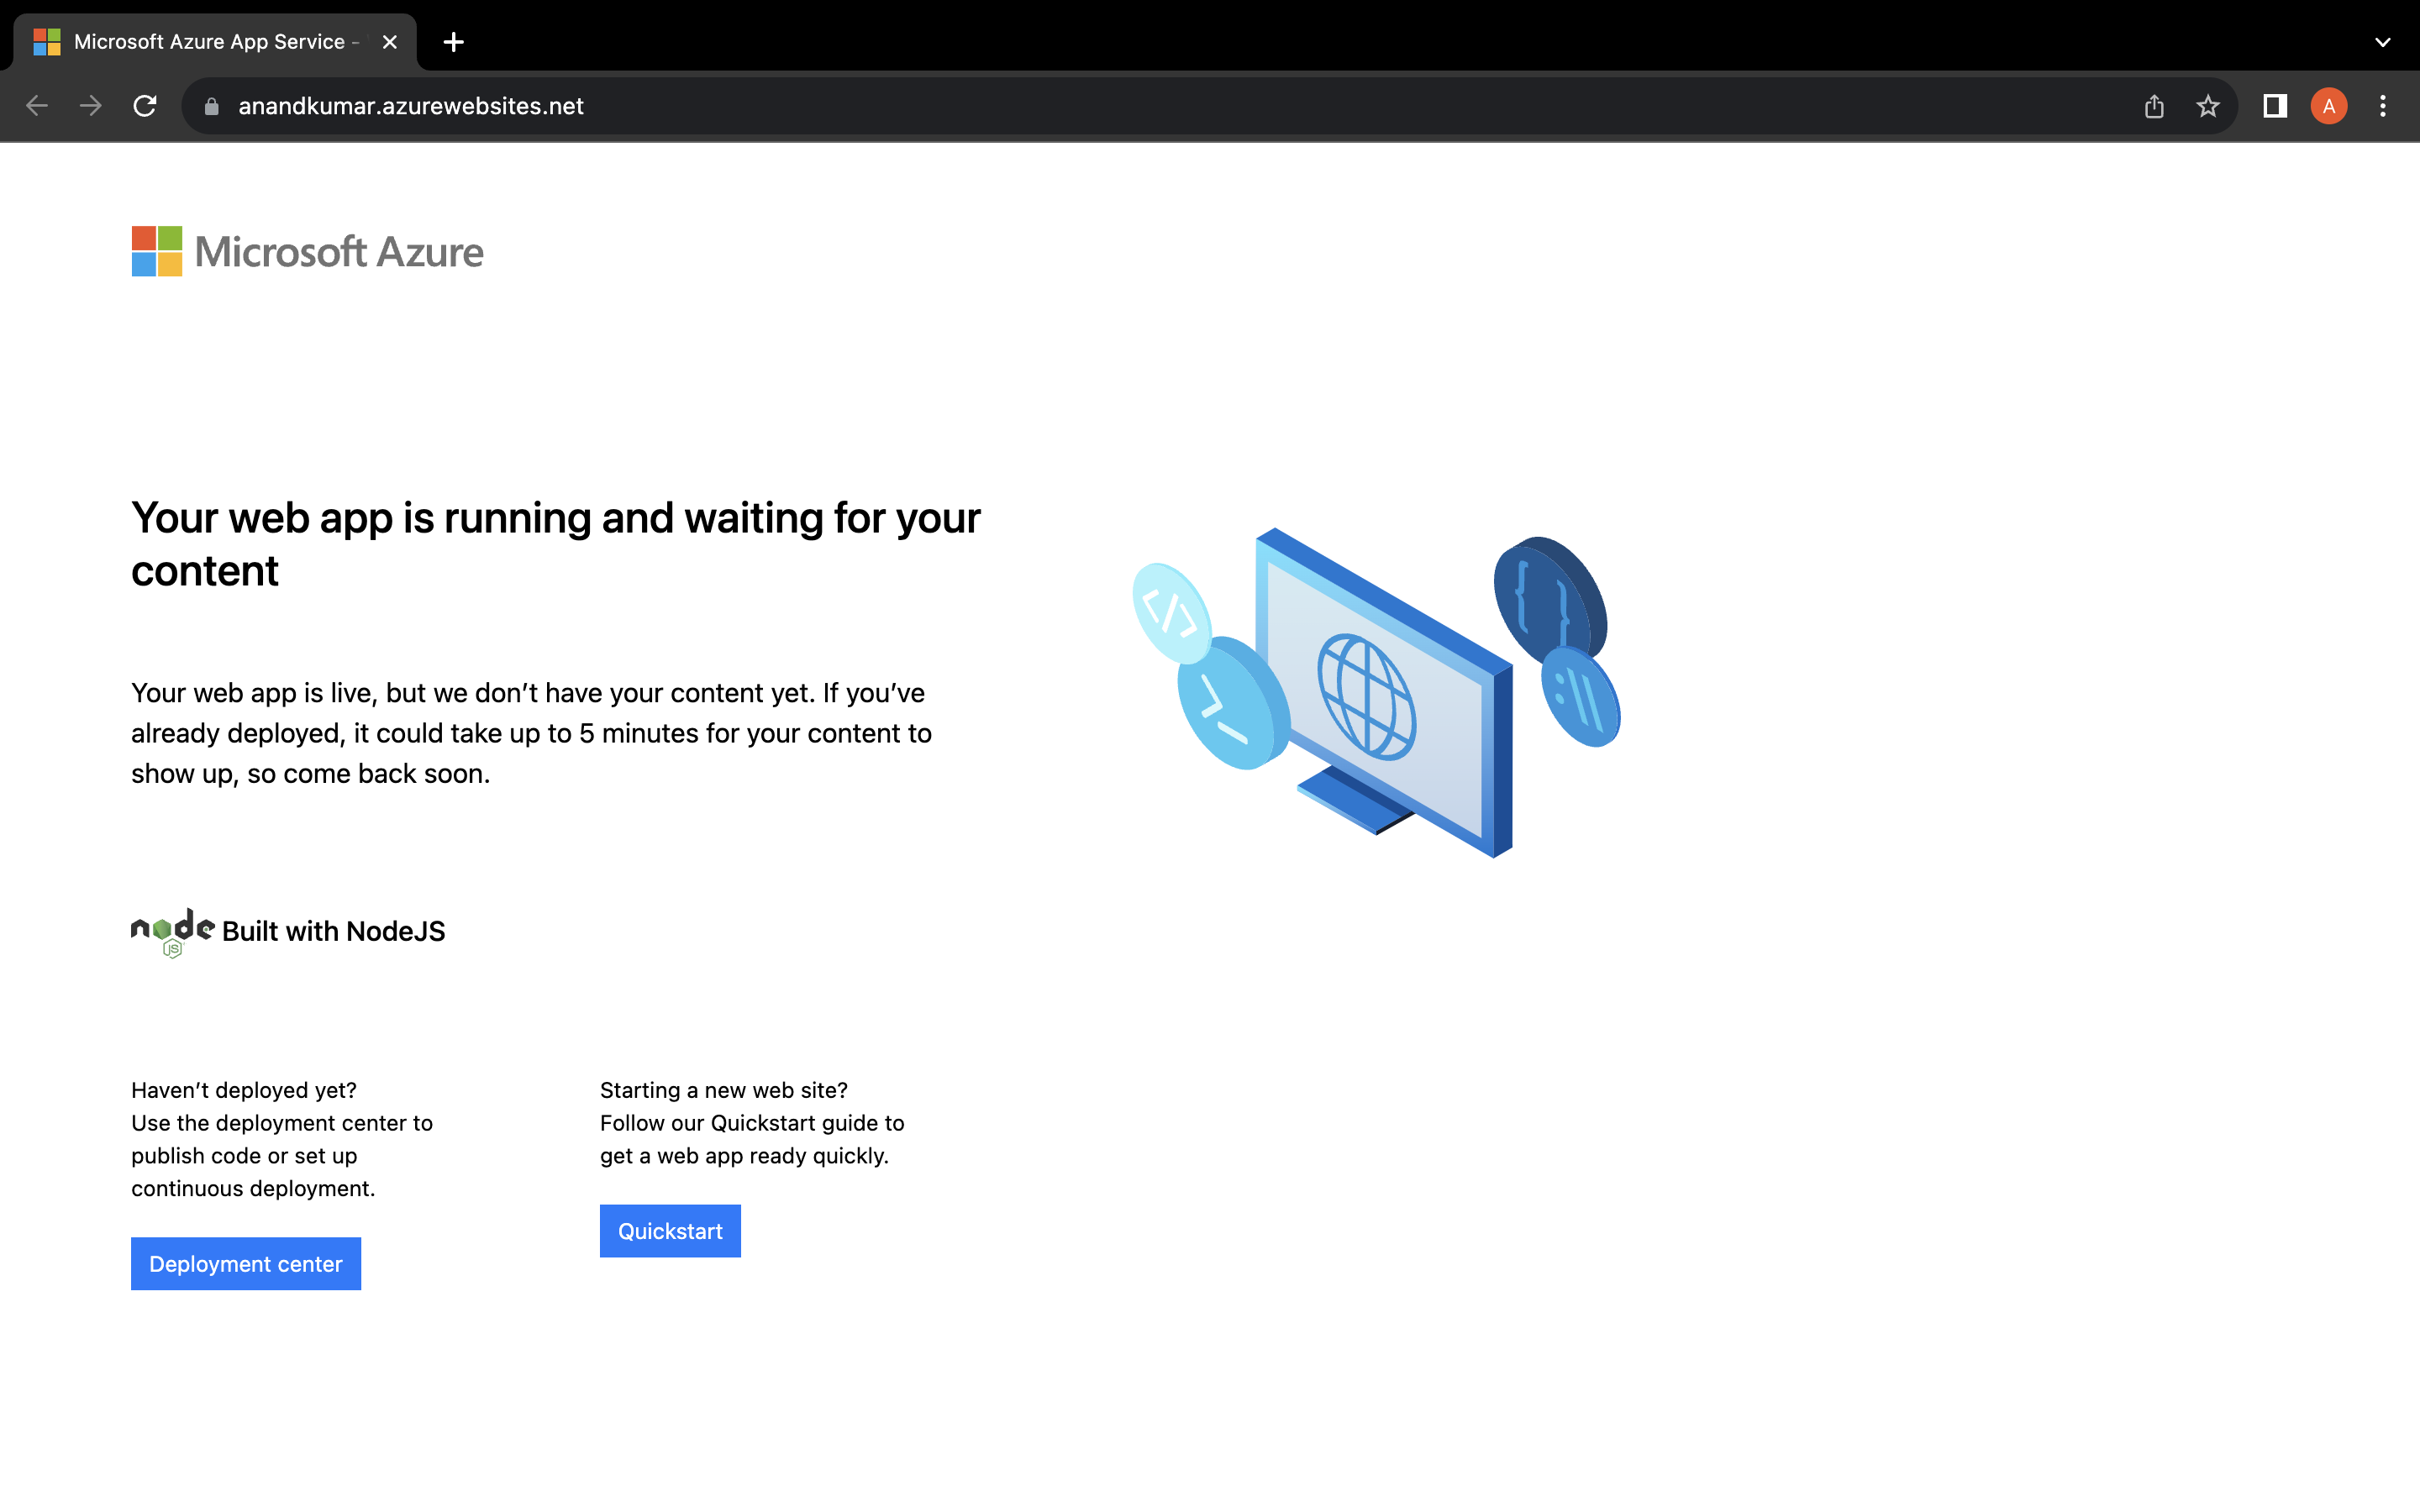 Microsoft Azure App Service -
anandkumar.azurewebsites.net
A
Microsoft Azure
Your web app is running and waiting for your
content
Your web app is live, but we don’t have your content yet. If you’ve
already deployed, it could take up to 5 minutes for your content to
show up, so come back soon.
node
JS
Built with NodeJS
Haven’t deployed yet?
Use the deployment center to
publish code or set up
continuous deployment.
Deployment center
Starting a new web site?
Follow our Quickstart guide to
get a web app ready quickly.
Quickstart